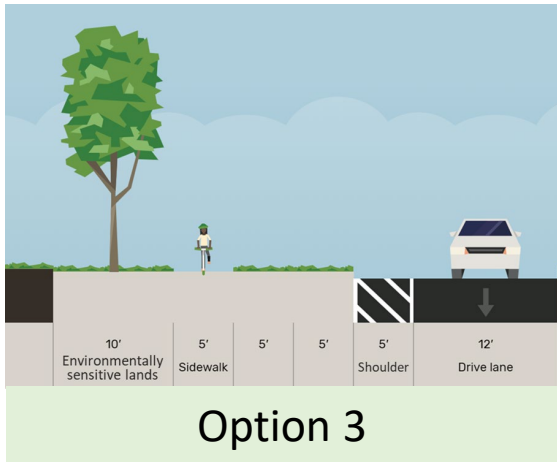 10' 5' 5' 5' 5' 12'
Environmentally
sensitive lands
Sidewalk
Shoulder
Drive lane
Option 3